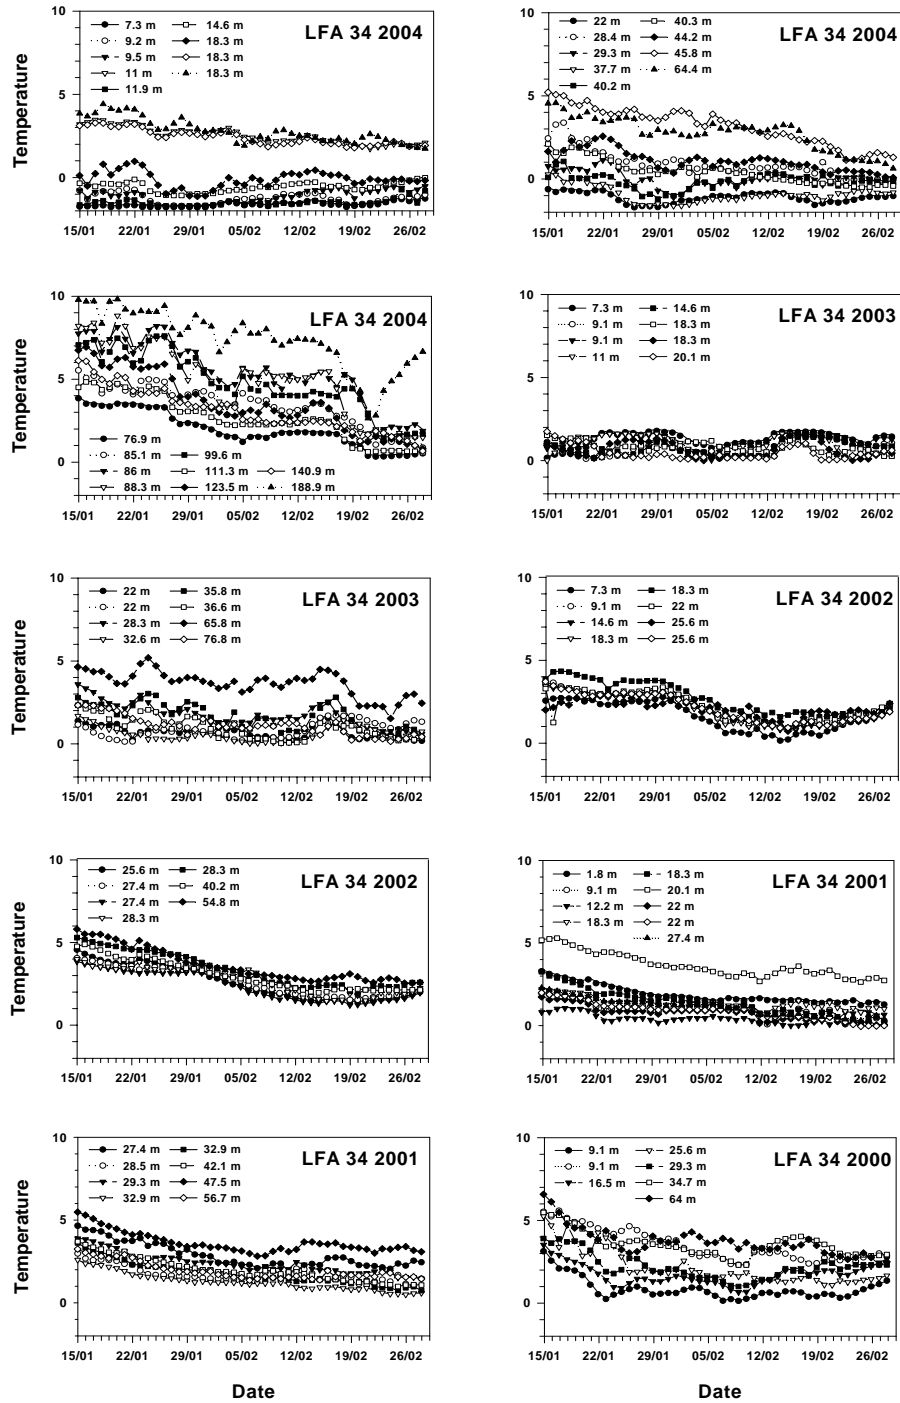 LFA 34 2004
7.3 m
9.2 m
9.5 m
11 m
11.9 m
14.6 m
18.3 m
18.3 m
18.3 m
Temperature
10
5
0
15/01 22/01 29/01 05/02 12/02 19/02 26/02
LFA 34 2004
22 m
28.4 m
29.3 m
37.7 m
40.2 m
40.3 m
44.2 m
45.8 m
64.4 m
10
5
0
15/01 22/01 29/01 05/02 12/02 19/02 26/02
LFA 34 2004
76.9 m
85.1 m
86 m
88.3 m
99.6 m
111.3 m
123.5 m
140.9 m
188.9 m
Temperature
10
5
0
15/01 22/01 29/01 05/02 12/02 19/02 26/02
LFA 34 2003
7.3 m
9.1 m
9.1 m
11 m
14.6 m
18.3 m
18.3 m
20.1 m
10
5
0
15/01 22/01 29/01 05/02 12/02 19/02 26/02
LFA 34 2003
22 m
22 m
28.3 m
32.6 m
35.8 m
36.6 m
65.8 m
76.8 m
Temperature
10
5
0
15/01 22/01 29/01 05/02 12/02 19/02 26/02
LFA 34 2002
7.3 m
9.1 m
14.6 m
18.3 m
18.3 m
22 m
25.6 m
25.6 m
10
5
0
15/01 22/01 29/01 05/02 12/02 19/02 26/02
LFA 34 2002
25.6 m
27.4 m
27.4 m
28.3 m
28.3 m
40.2 m
54.8 m
Temperature
10
5
0
15/01 22/01 29/01 05/02 12/02 19/02 26/02
LFA 34 2001
1.8 m
9.1 m
12.2 m
18.3 m
18.3 m
20.1 m
22 m
22 m
27.4 m
10
5
0
15/01 22/01 29/01 05/02 12/02 19/02 26/02
LFA 34 2001
27.4 m
28.5 m
29.3 m
32.9 m
32.9 m
42.1 m
47.5 m
56.7 m
Temperature
10
5
0
15/01 22/01 29/01 05/02 12/02 19/02 26/02
Date
LFA 34 2000
9.1 m
9.1 m
16.5 m
25.6 m
29.3 m
34.7 m
64 m
10
5
0
15/01 22/01 29/01 05/02 12/02 19/02 26/02
Date